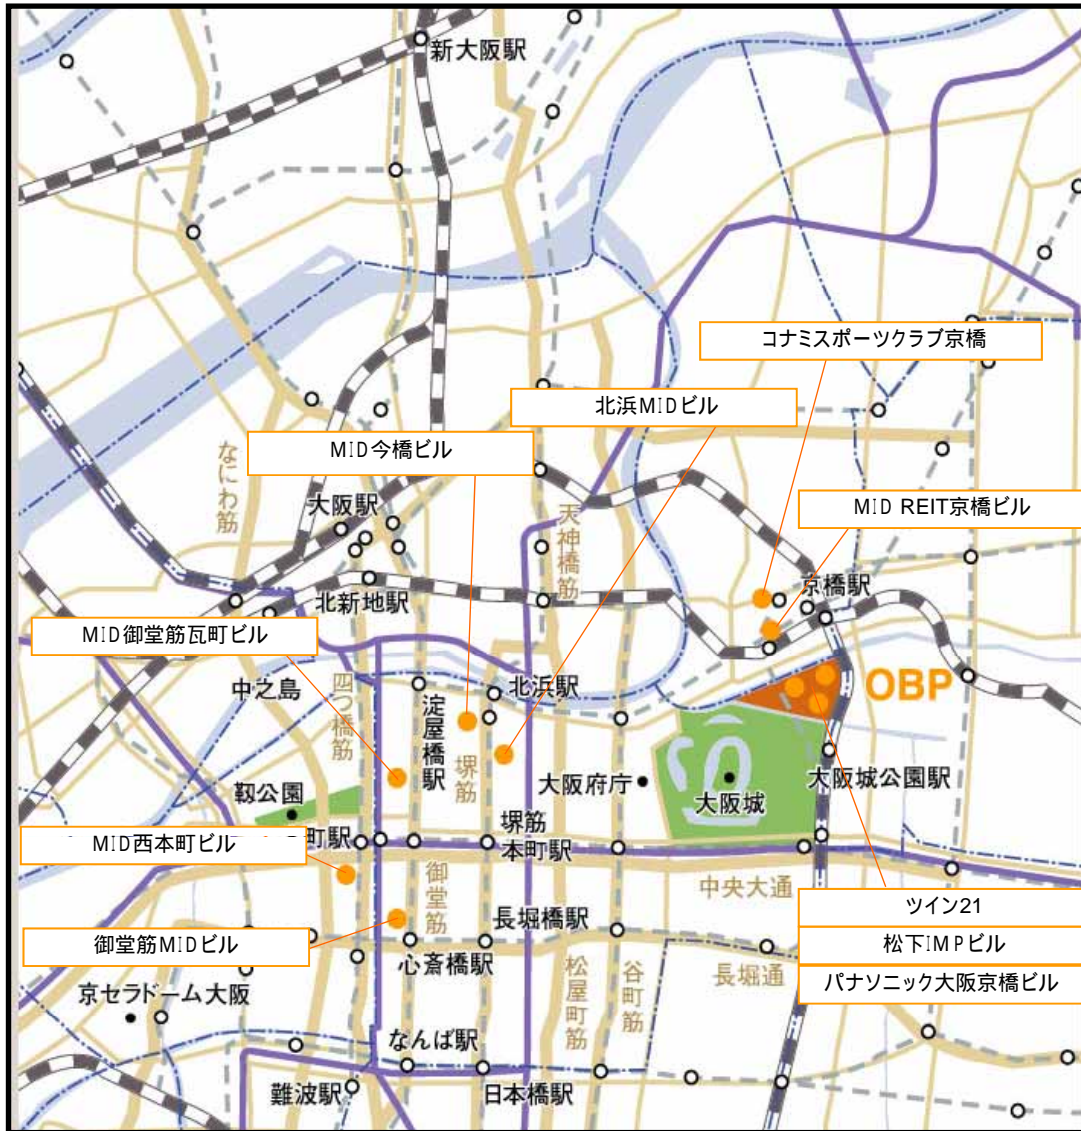 新大阪駅
コナミスポーツクラブ京橋
北浜MIDビル
MID今橋ビル
なにわ筋
大阪駅
天神橋筋
MID REIT京橋ビル
京橋駅
北新地駅
MID御堂筋瓦町ビル
中之島
四つ橋筋
淀屋橋駅
北浜駅
OBP
堺筋
大阪府庁
大阪城
大阪城公園駅
靱公園
堺筋
本町駅
町駅
MID西本町ビル
御堂筋
中央大通
ツイン21
松下IMPビル
パナソニック大阪京橋ビル
長堀橋駅
御堂筋MIDビル
心斎橋駅
松屋町筋
谷町筋
長堀通
京セラドーム大阪
なんば駅
難波駅
日本橋駅